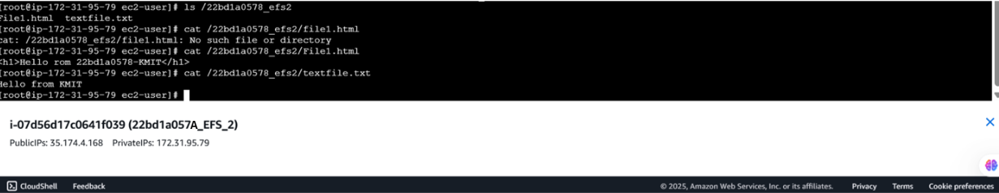 [root@ip-172-31-95-79 ec2-user]# ls /22bd1a0578_efs2
File1.html  textfile.txt
[root@ip-172-31-95-79 ec2-user]# cat /22bd1a0578_efs2/file1.html
cat: /22bd1a0578_efs2/file1.html: No such file or directory
[root@ip-172-31-95-79 ec2-user]# cat /22bd1a0578_efs2/File1.html
<h1>Hello rom 22bd1a0578-KMIT</h1>
[root@ip-172-31-95-79 ec2-user]# cat /22bd1a0578_efs2/textfile.txt
Hello from KMIT
[root@ip-172-31-95-79 ec2-user]#
i-07d56d17c0641f039 (22bd1a057A_EFS_2)
PublicIPs: 35.174.4.168 PrivateIPs: 172.31.95.79
CloudShell Feedback © 2025, Amazon Web Services, Inc. or its affiliates. Privacy Terms Cookie preferences